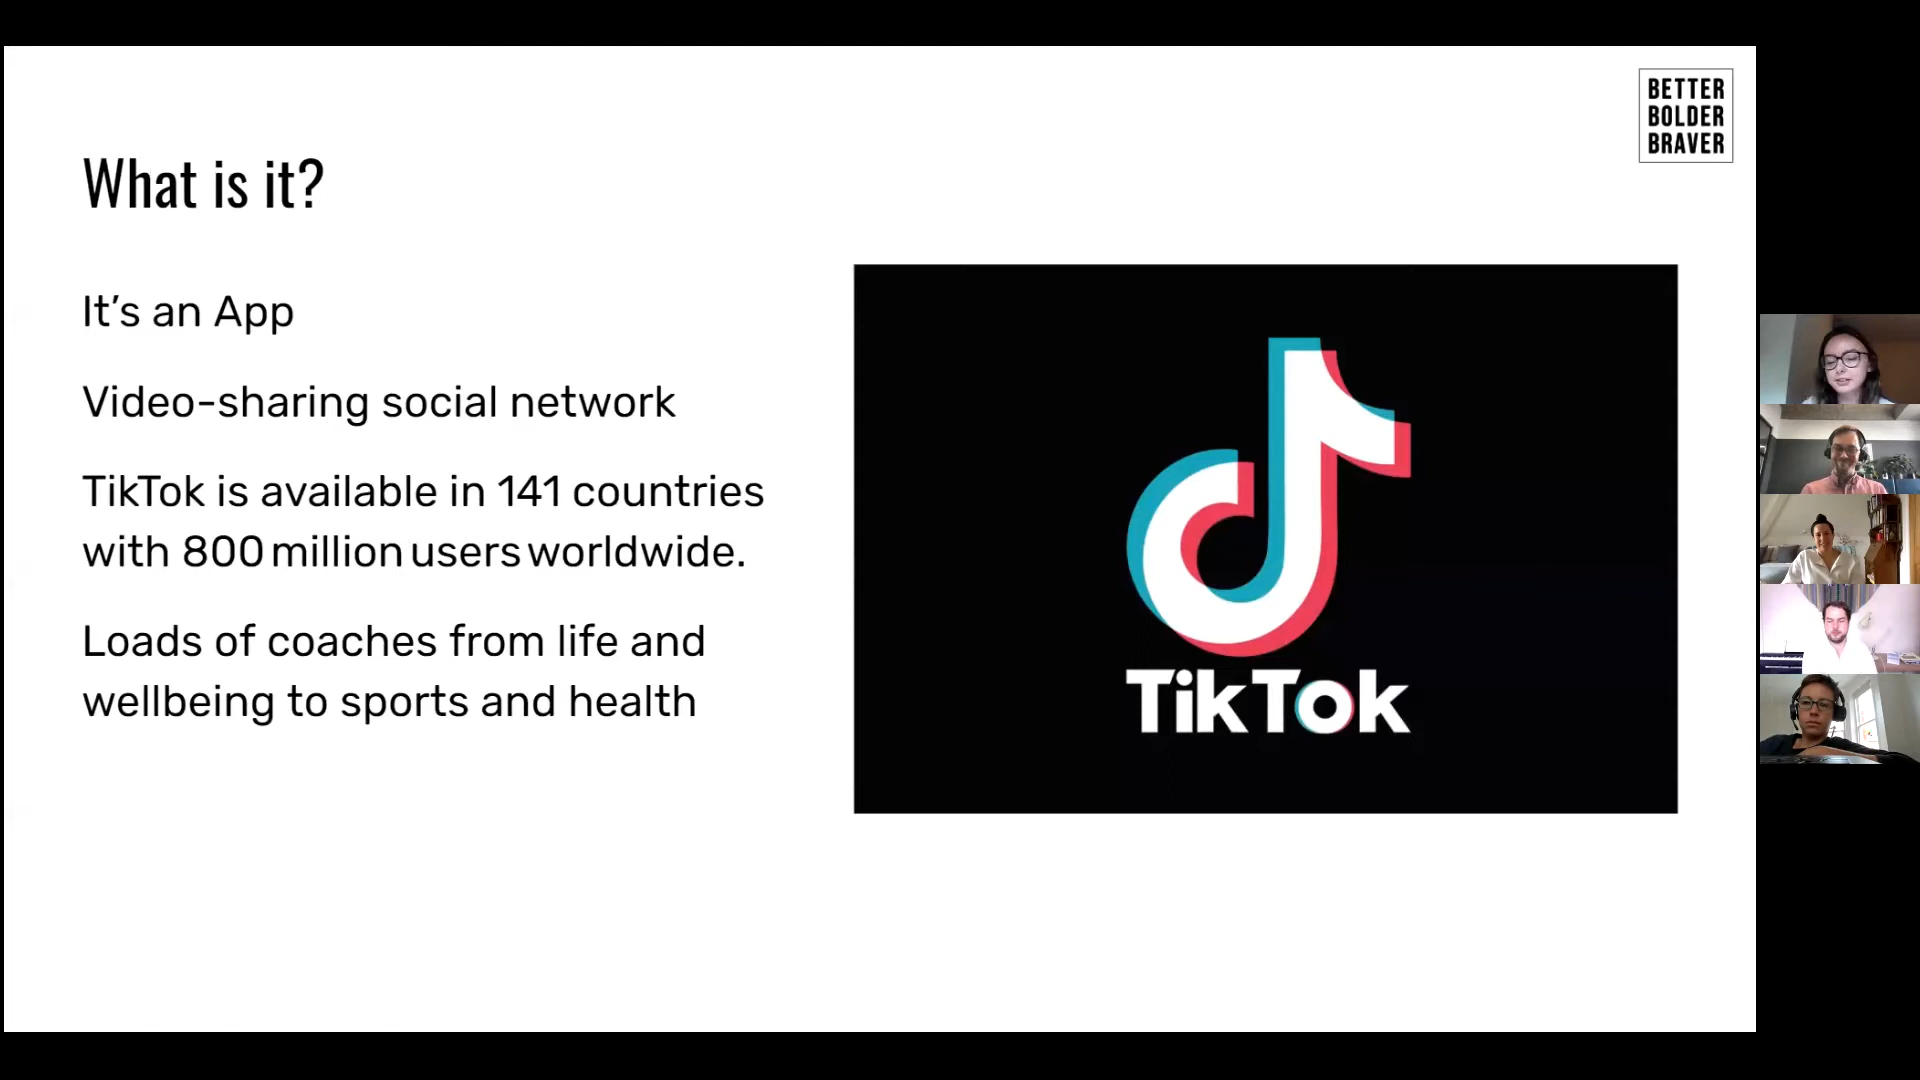 BETTER
BOLDER
BRAVER
What is it?
It’s an App
Video-sharing social network
TikTok is available in 141 countries
with 800 million users worldwide.
Loads of coaches from life and
wellbeing to sports and health
TikTok